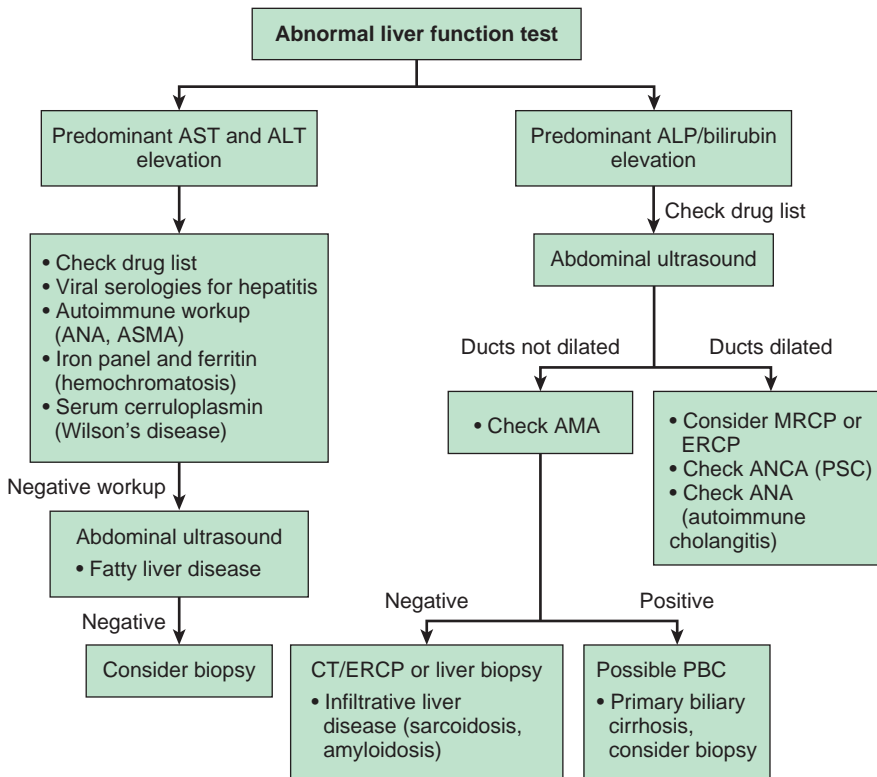 Abnormal liver function test
Predominant AST and ALT
elevation
Predominant ALP/bilirubin
elevation
Check drug list
• Check drug list
• Viral serologies for hepatitis
• Autoimmune workup
(ANA, ASMA)
• Iron panel and ferritin
(hemochromatosis)
• Serum cerruloplasmin
(Wilson's disease)
Abdominal ultrasound
Ducts not dilated
Ducts dilated
• Check AMA
• Consider MRCP or
ERCP
• Check ANCA (PSC)
• Check ANA
(autoimmune
cholangitis)
Negative workup
Abdominal ultrasound
• Fatty liver disease
Negative
Consider biopsy
Negative
Positive
CT/ERCP or liver biopsy
• Infiltrative liver
disease (sarcoidosis,
amyloidosis)
Possible PBC
• Primary biliary
cirrhosis,
consider biopsy